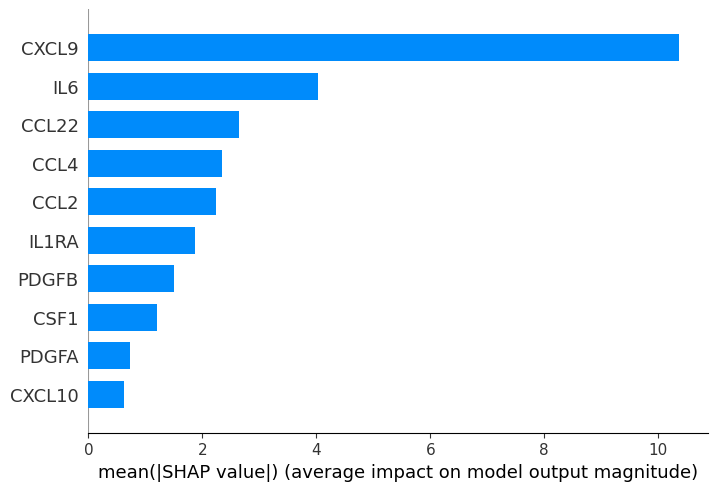 CXCL9
IL6
CCL22
CCL4
CCL2
IL1RA
PDGFB
CSF1
PDGFA
CXCL10
0 2 4 6 8 10
mean(|SHAP value|) (average impact on model output magnitude)